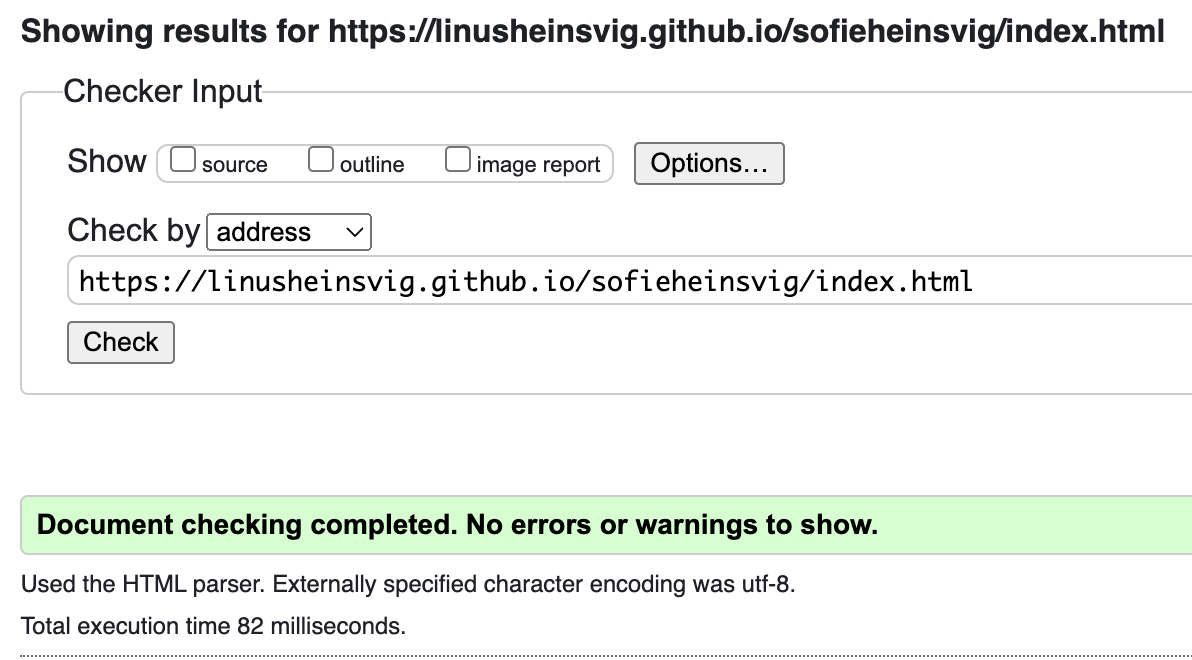 Showing results for https://linusheinsvig.github.io/sofieheinsvig/index.html
Checker Input
Show source outline image report Options...
Check by address
https://linusheinsvig.github.io/sofieheinsvig/index.html
Check
Document checking completed. No errors or warnings to show.
Used the HTML parser. Externally specified character encoding was utf-8.
Total execution time 82 milliseconds.